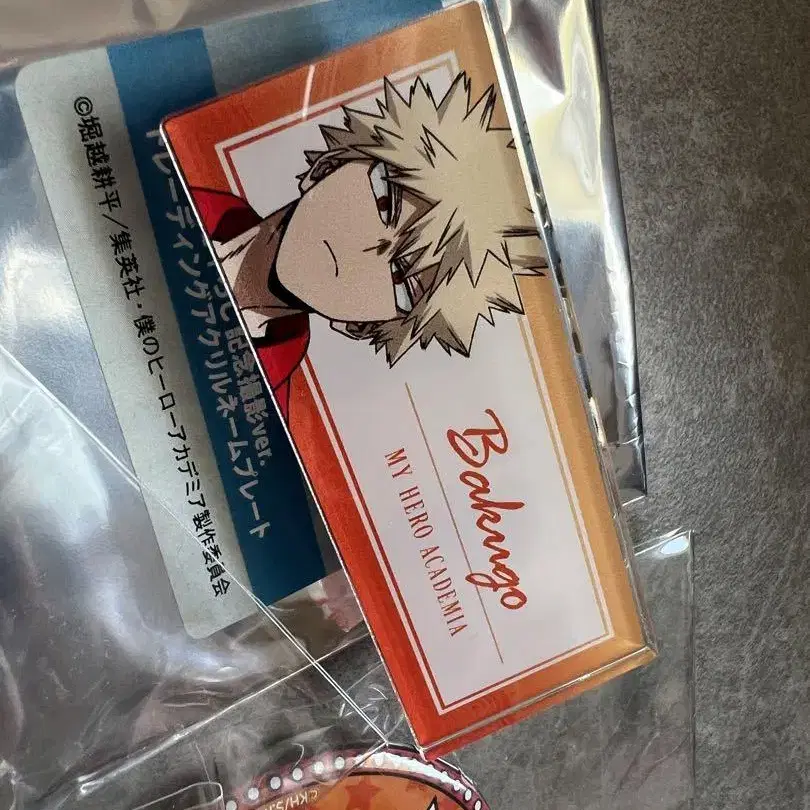 Bakugo
MY HERO ACADEMIA
記念撮影ver.
トレーディングアクリルネームプレート
©堀越耕平/集英社・僕のヒーローアカデミア製作委員会